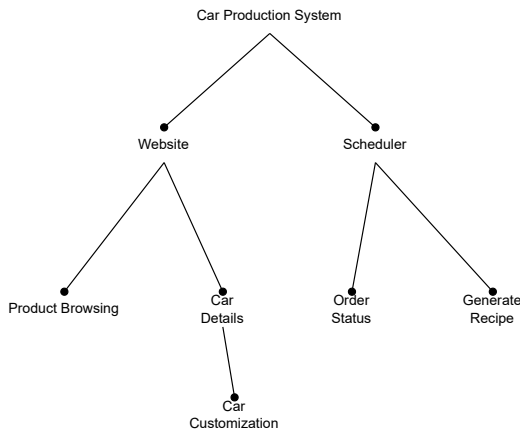 Car Production System
Website
Scheduler
Product Browsing
Car
Details
Order
Status
Generate
Recipe
Car
Customization